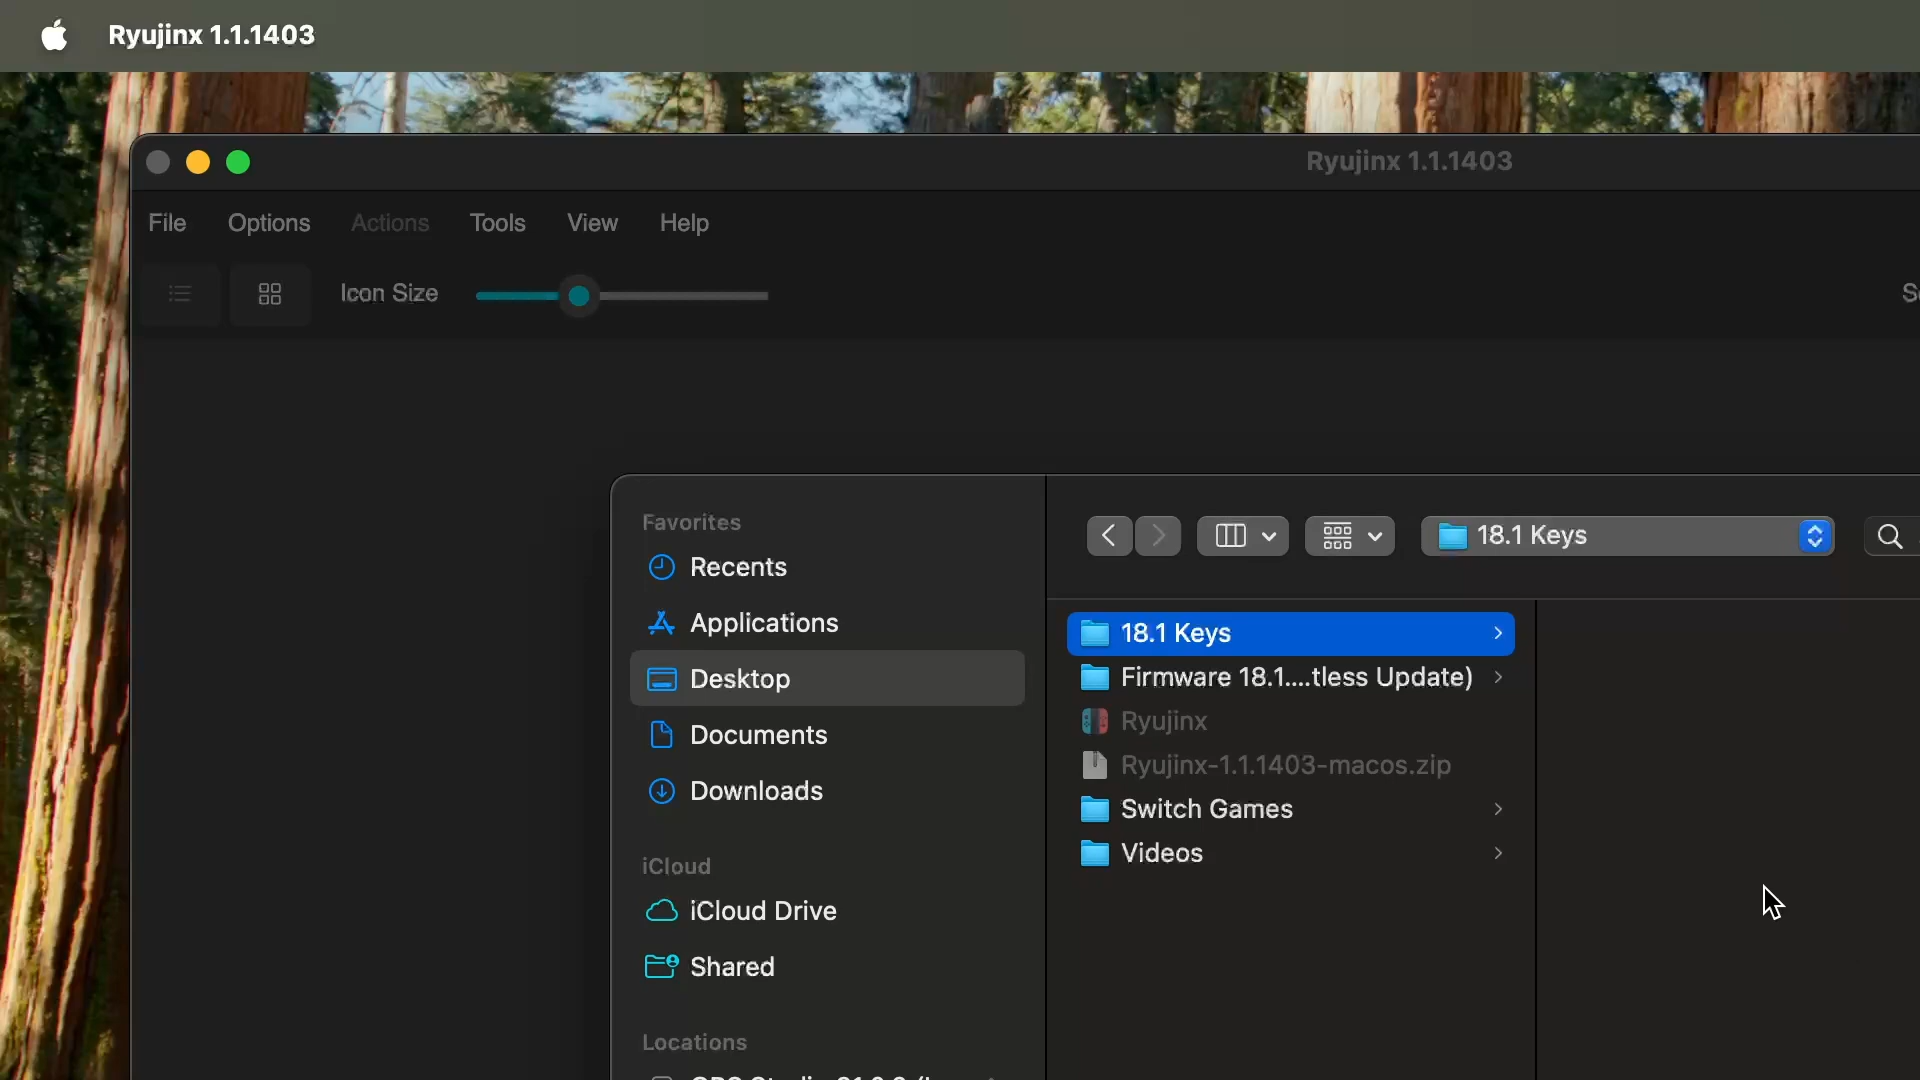 Ryujinx 1.1.1403
Ryujinx 1.1.1403
File Options Actions Tools View Help
Icon Size
Favorites
Recents
Applications
Desktop
Documents
Downloads
iCloud
iCloud Drive
Shared
Locations
18.1 Keys
18.1 Keys
Firmware 18.1....tless Update)
Ryujinx
Ryujinx-1.1.1403-macos.zip
Switch Games
Videos